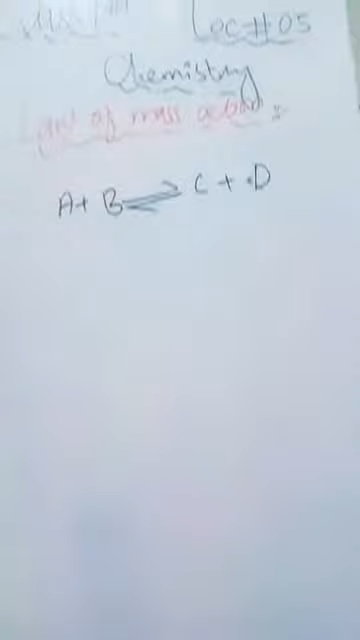 Lec # 05
Chemistry
Law of mass action :
A + B ⇌ C + D